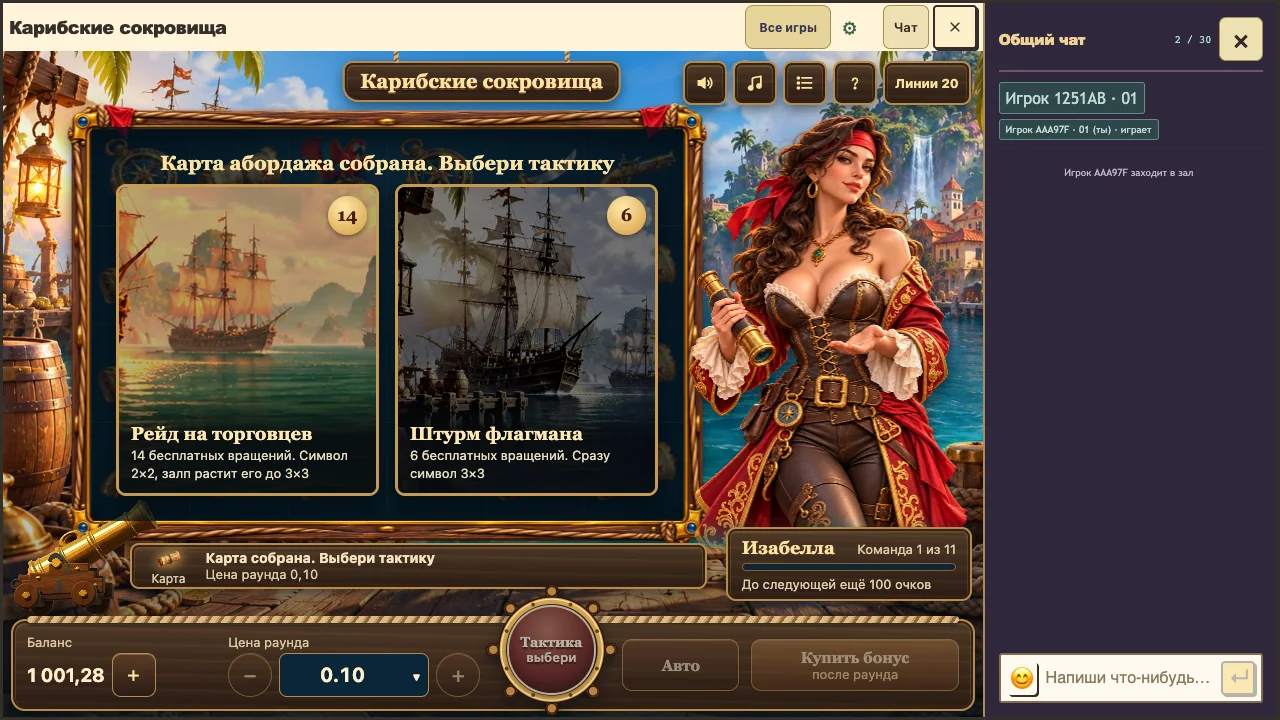 Карибские сокровища
Все игры
Чат
×
Карибские сокровища
?
Линии 20
Карта абордажа собрана. Выбери тактику
14
Рейд на торговцев
14 бесплатных вращений. Символ
2×2, залп растит его до 3×3
6
Штурм флагмана
6 бесплатных вращений. Сразу
символ 3×3
Карта
Карта собрана. Выбери тактику
Цена раунда 0,10
Изабелла
Команда 1 из 11
До следующей ещё 100 очков
Баланс
1 001,28
+
Цена раунда
−
0.10
+
Тактика
выбери
Авто
Купить бонус
после раунда
Общий чат
2 / 30
×
Игрок 1251AB · 01
Игрок AAA97F · 01 (ты) · играет
Игрок AAA97F заходит в зал
Напиши что-нибудь...